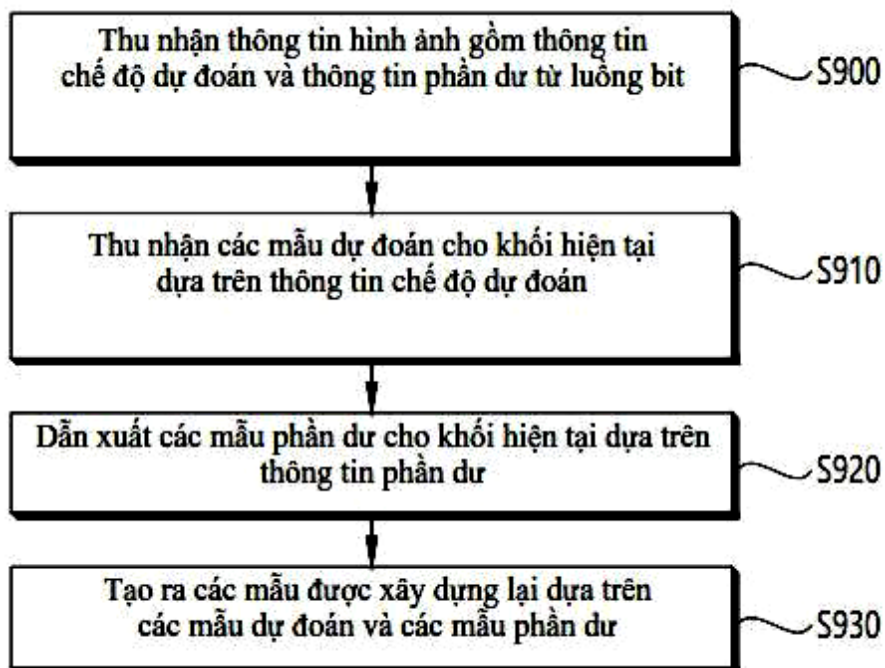 Thu nhận thông tin hình ảnh gồm thông tin
chế độ dự đoán và thông tin phần dư từ luồng bit
S900
Thu nhận các mẫu dự đoán cho khối hiện tại
dựa trên thông tin chế độ dự đoán
S910
Dẫn xuất các mẫu phần dư cho khối hiện tại dựa trên
thông tin phần dư
S920
Tạo ra các mẫu được xây dựng lại dựa trên
các mẫu dự đoán và các mẫu phần dư
S930